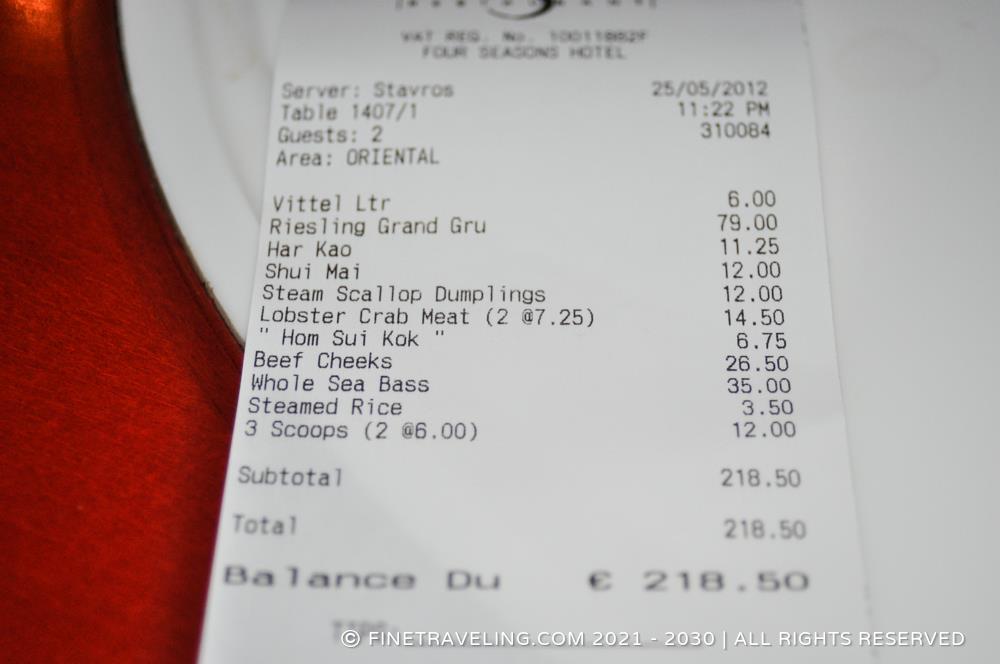 VAT REG. No. 10011882F
FOUR SEASONS HOTEL
Server: Stavros 25/05/2012
Table 1407/1 11:22 PM
Guests: 2 310084
Area: ORIENTAL
Vittel Ltr 6.00
Riesling Grand Gru 79.00
Har Kao 11.25
Shui Mai 12.00
Steam Scallop Dumplings 12.00
Lobster Crab Meat (2 @7.25) 14.50
" Hom Sui Kok " 6.75
Beef Cheeks 26.50
Whole Sea Bass 35.00
Steamed Rice 3.50
3 Scoops (2 @6.00) 12.00
Subtotal 218.50
Total 218.50
Balance Du € 218.50
© FINETRAVELING.COM 2021 - 2030 | ALL RIGHTS RESERVED